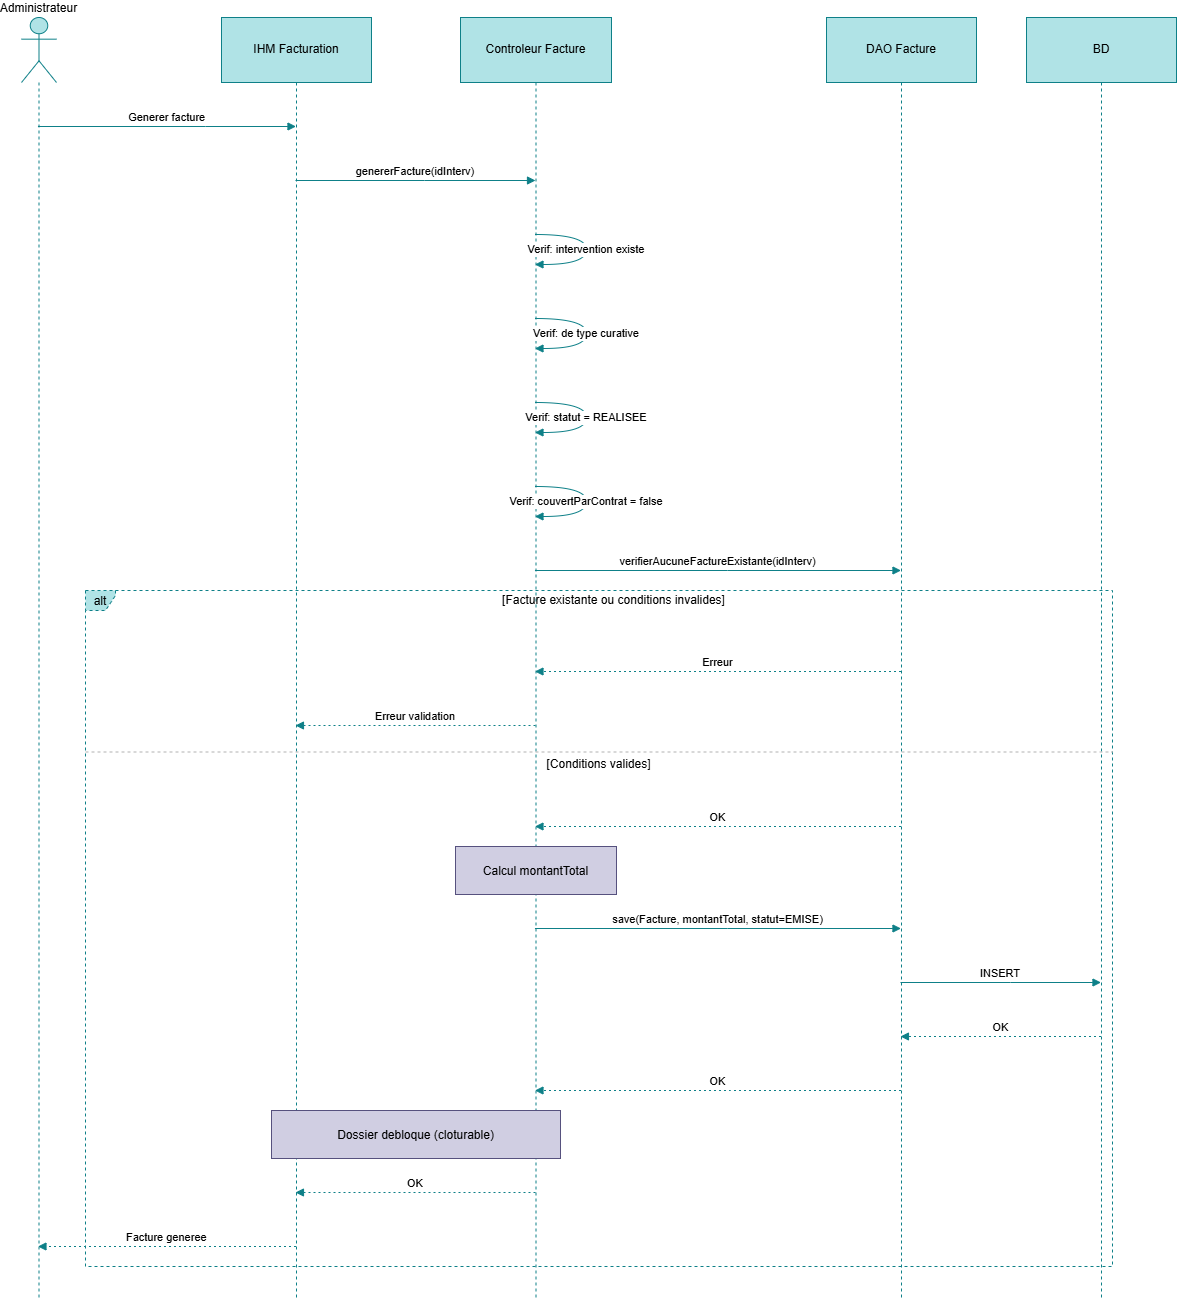 Administrateur
IHM Facturation
Controleur Facture
DAO Facture
BD
Generer facture
genererFacture(idInterv)
Verif: intervention existe
Verif: de type curative
Verif: statut = REALISEE
Verif: couvertParContrat = false
verifierAucuneFactureExistante(idInterv)
alt
[Facture existante ou conditions invalides]
Erreur
Erreur validation
[Conditions valides]
OK
Calcul montantTotal
save(Facture, montantTotal, statut=EMISE)
INSERT
OK
OK
Dossier debloque (cloturable)
OK
Facture generee